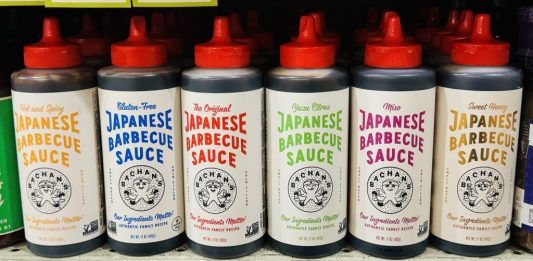 Hot and Spicy
JAPANESE
BARBECUE
SAUCE
BACHAN'S
Our Ingredients Matter
AUTHENTIC FAMILY RECIPE
Gluten-Free
JAPANESE
BARBECUE
SAUCE
BACHAN'S
Our Ingredients Matter
AUTHENTIC FAMILY RECIPE
The Original
JAPANESE
BARBECUE
SAUCE
BACHAN'S
Our Ingredients Matter
AUTHENTIC FAMILY RECIPE
Yuzu Citrus
JAPANESE
BARBECUE
SAUCE
BACHAN'S
Our Ingredients Matter
AUTHENTIC FAMILY RECIPE
Miso
JAPANESE
BARBECUE
SAUCE
BACHAN'S
Our Ingredients Matter
AUTHENTIC FAMILY RECIPE
Sweet Honey
JAPANESE
BARBECUE
SAUCE
BACHAN'S
Our Ingredients Matter
AUTHENTIC FAMILY RECIPE